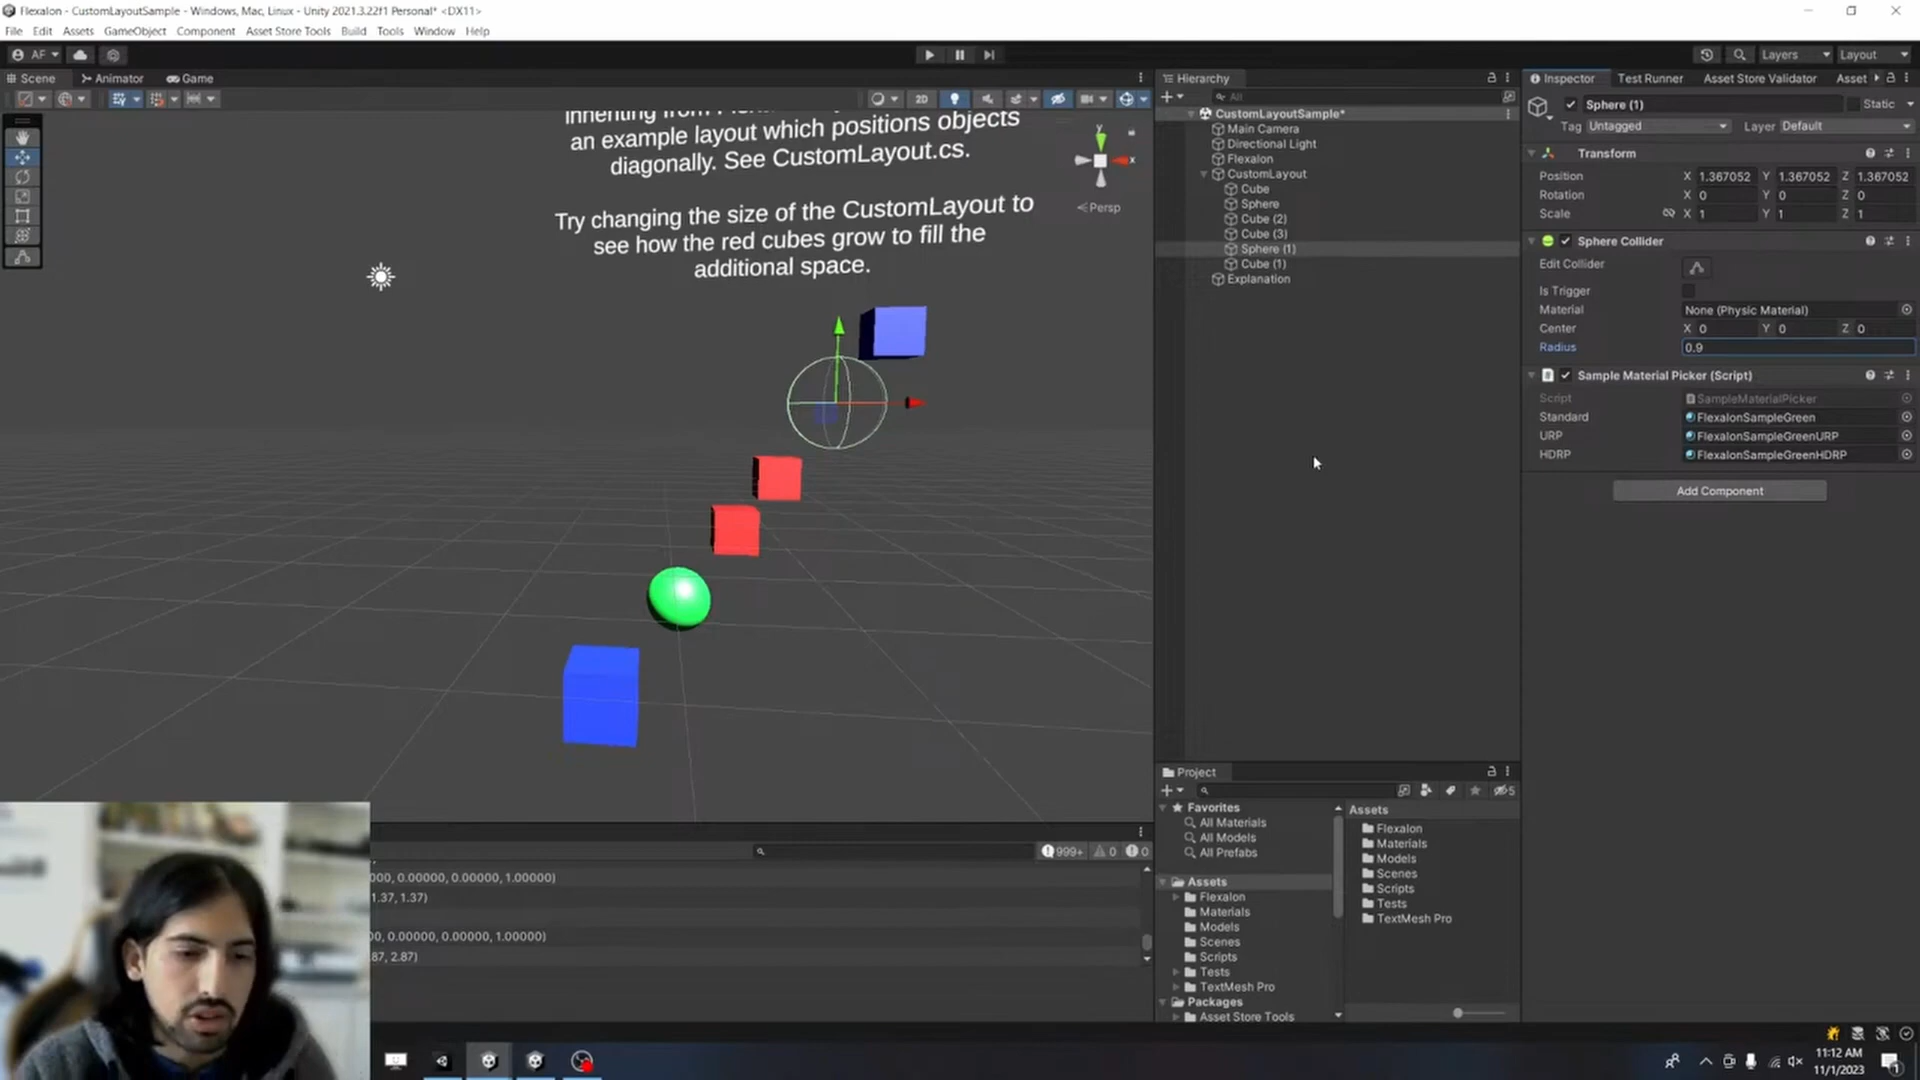 Flexalon - CustomLayoutSample - Windows, Mac, Linux - Unity 2021.3.22f1 Personal* <DX11>
File Edit Assets GameObject Component Asset Store Tools Build Tools Window Help
AF Layers Layout
Scene Animator Game
2D
an example layout which positions objects
diagonally. See CustomLayout.cs.
Try changing the size of the CustomLayout to
see how the red cubes grow to fill the
additional space.
y
x
Persp
Hierarchy
All
CustomLayoutSample*
Main Camera
Directional Light
Flexalon
CustomLayout
Cube
Sphere
Cube (2)
Cube (3)
Sphere (1)
Cube (1)
Explanation
Inspector Test Runner Asset Store Validator Asset
Sphere (1) Static
Tag Untagged Layer Default
Transform
Position X 1.367052 Y 1.367052 Z 1.367052
Rotation X 0 Y 0 Z 0
Scale X 1 Y 1 Z 1
Sphere Collider
Edit Collider
Is Trigger
Material None (Physic Material)
Center X 0 Y 0 Z 0
Radius 0.9
Sample Material Picker (Script)
Script SampleMaterialPicker
Standard FlexalonSampleGreen
URP FlexalonSampleGreenURP
HDRP FlexalonSampleGreenHDRP
Add Component
999+ 0 0
000, 0.00000, 0.00000, 1.00000)
1.37, 1.37)
00, 0.00000, 0.00000, 1.00000)
87, 2.87)
Project
5
Favorites
All Materials
All Models
All Prefabs
Assets
Flexalon
Materials
Models
Scenes
Scripts
Tests
TextMesh Pro
Packages
Asset Store Tools
Assets
Flexalon
Materials
Models
Scenes
Scripts
Tests
TextMesh Pro
11:12 AM
11/1/2023
1